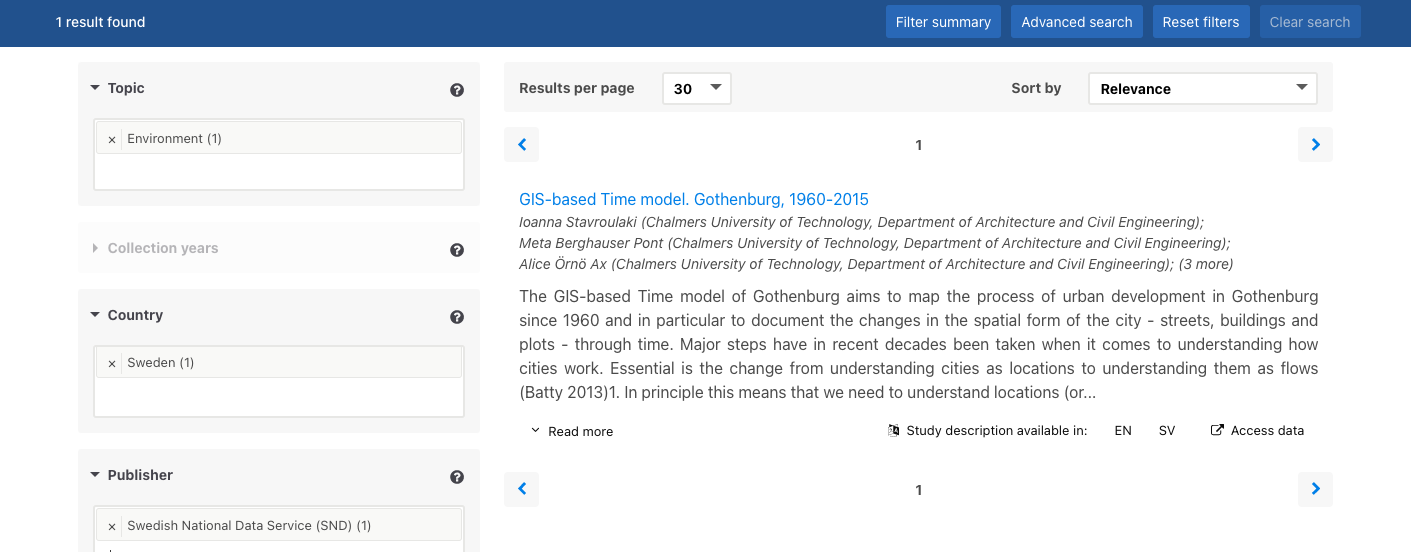 1 result found
Filter summary
Advanced search
Reset filters
Clear search
Topic
× Environment (1)
Collection years
Country
× Sweden (1)
Publisher
× Swedish National Data Service (SND) (1)
Results per page
30
Sort by
Relevance
1
GIS-based Time model. Gothenburg, 1960-2015
Ioanna Stavroulaki (Chalmers University of Technology, Department of Architecture and Civil Engineering);
Meta Berghauser Pont (Chalmers University of Technology, Department of Architecture and Civil Engineering);
Alice Örnö Ax (Chalmers University of Technology, Department of Architecture and Civil Engineering); (3 more)
The GIS-based Time model of Gothenburg aims to map the process of urban development in Gothenburg
since 1960 and in particular to document the changes in the spatial form of the city - streets, buildings and
plots - through time. Major steps have in recent decades been taken when it comes to understanding how
cities work. Essential is the change from understanding cities as locations to understanding them as flows
(Batty 2013)1. In principle this means that we need to understand locations (or...
Read more
Study description available in: EN SV
Access data
1